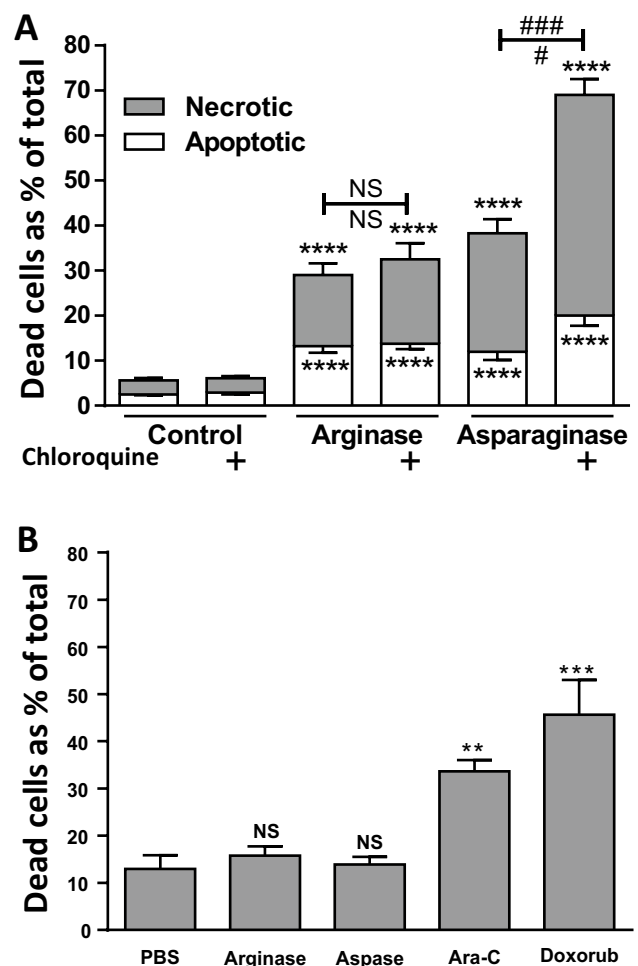 A
Dead cells as % of total
80
70
60
50
40
30
20
10
0
Necrotic
Apoptotic
NS
NS
###
#
****
****
****
****
****
****
****
****
Control
Arginase
Asparaginase
Chloroquine + + +
B
Dead cells as % of total
80
70
60
50
40
30
20
10
0
NS
NS
**
***
PBS
Arginase
Aspase
Ara-C
Doxorub